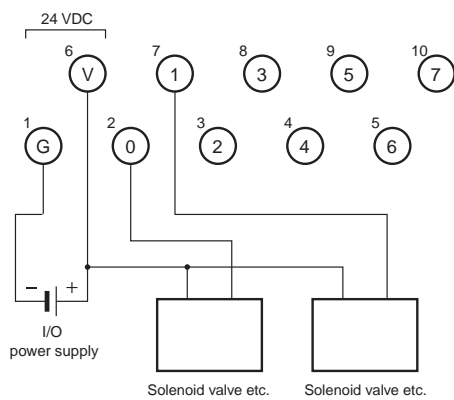 24 VDC
6 7 8 9 10
V 1 3 5 7
1 2 3 4 5
G 0 2 4 6
− +
I/O
power supply
Solenoid valve etc. Solenoid valve etc.